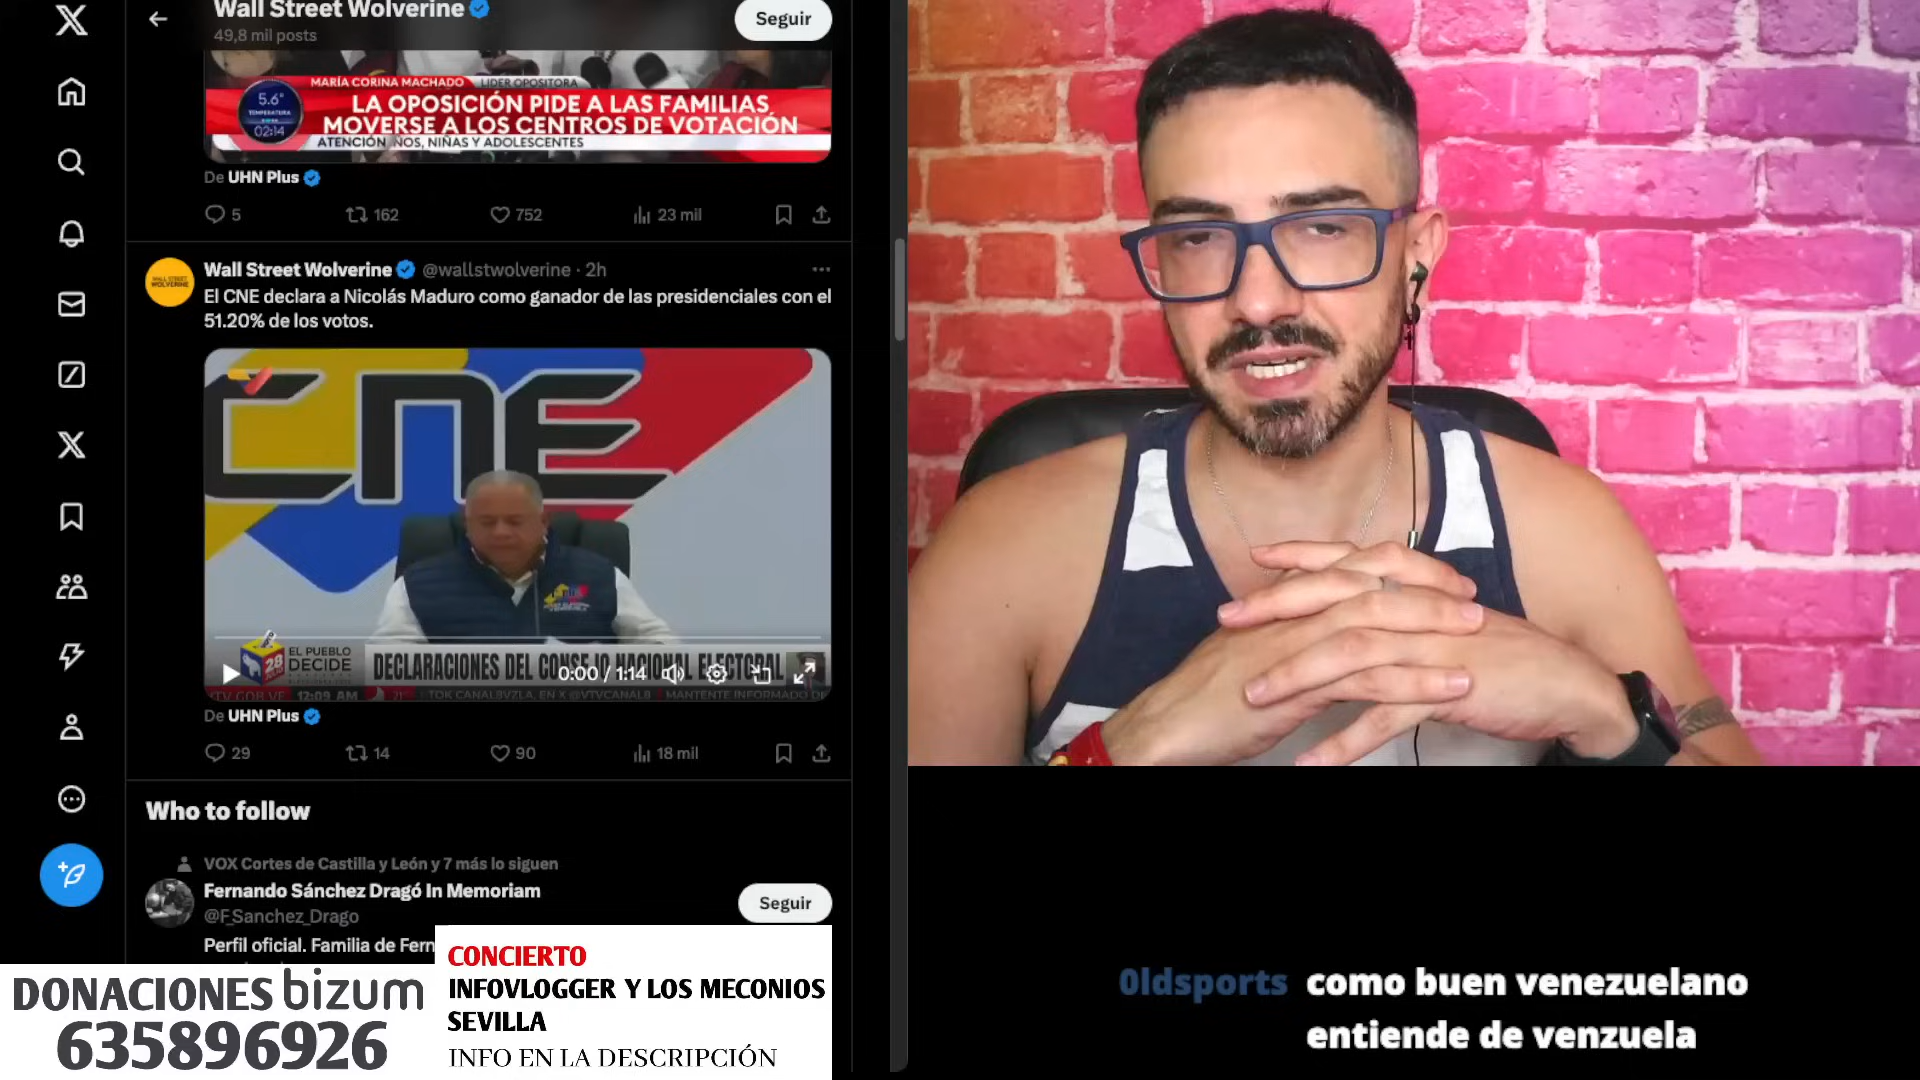 Wall Street Wolverine
49,8 mil posts
Seguir
MARÍA CORINA MACHADO LIDER OPOSITORA
5.6°
TEMPERATURA
02:14
LA OPOSICIÓN PIDE A LAS FAMILIAS
MOVERSE A LOS CENTROS DE VOTACIÓN
ATENCIÓN NOS, NIÑAS Y ADOLESCENTES
De UHN Plus
5 162 752 23 mil
WALL STREET WOLVERINE
Wall Street Wolverine @wallstwolverine · 2h
El CNE declara a Nicolás Maduro como ganador de las presidenciales con el
51.20% de los votos.
CNE
28
EL PUEBLO
DECIDE
DECLARACIONES DEL CONSEJO NACIONAL ELECTORAL
0:00 / 1:14
VTV.GOB.VE 12:09 AM 21° TOK CANAL8VZLA, EN X @VTVCANAL8 MANTENTE INFORMADO DE
De UHN Plus
29 14 90 18 mil
Who to follow
VOX Cortes de Castilla y León y 7 más lo siguen
Fernando Sánchez Dragó In Memoriam
@F_Sanchez_Drago
Seguir
Perfil oficial. Familia de Fern
DONACIONES bizum
635896926
CONCIERTO
INFOVLOGGER Y LOS MECONIOS
SEVILLA
INFO EN LA DESCRIPCIÓN
0ldsports como buen venezuelano
entiende de venzuela